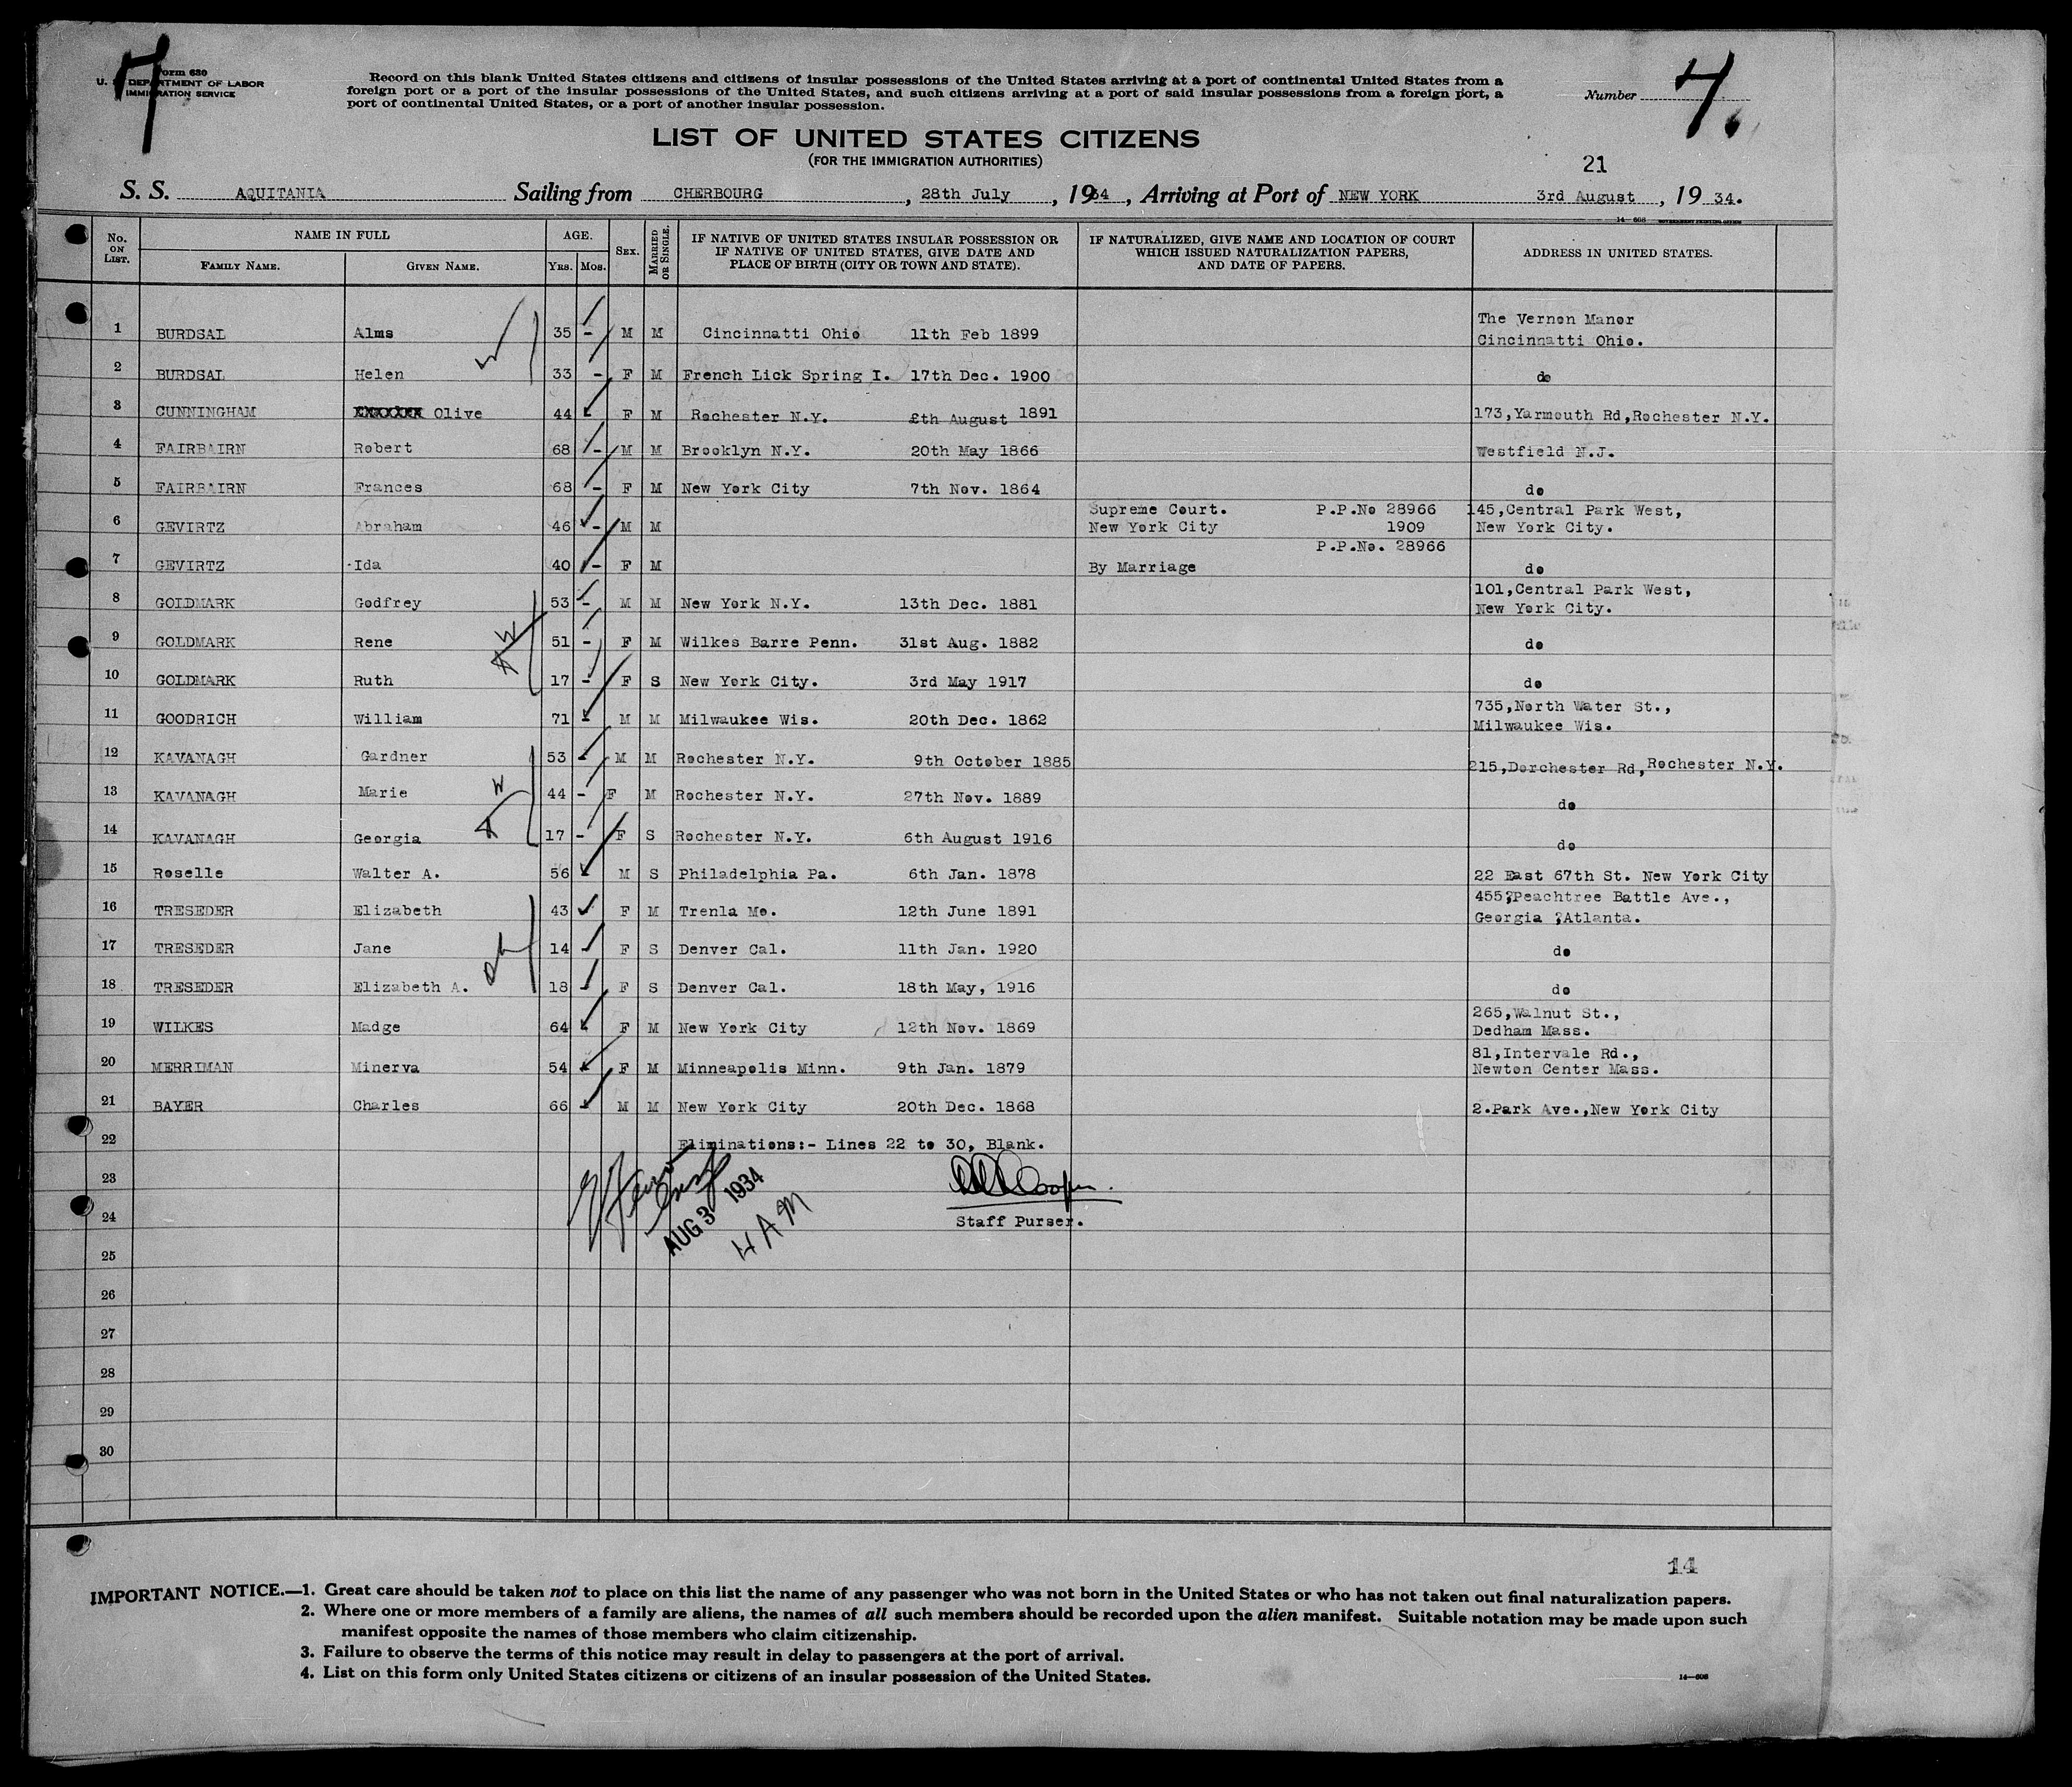 Form 630
U. S. DEPARTMENT OF LABOR
IMMIGRATION SERVICE
Record on this blank United States citizens and citizens of insular possessions of the United States arriving at a port of continental United States from a
foreign port or a port of the insular possessions of the United States, and such citizens arriving at a port of said insular possessions from a foreign port, a
port of continental United States, or a port of another insular possession.
Number 4.
LIST OF UNITED STATES CITIZENS
(FOR THE IMMIGRATION AUTHORITIES)
21
S. S. AQUITANIA Sailing from CHERBOURG, 28th July, 1934, Arriving at Port of NEW YORK 3rd August, 1934.
14-608 GOVERNMENT PRINTING OFFICE
No. ON LIST. NAME IN FULL FAMILY NAME. GIVEN NAME. AGE. YRS. MOS. SEX. MARRIED OR SINGLE. IF NATIVE OF UNITED STATES INSULAR POSSESSION OR IF NATIVE OF UNITED STATES, GIVE DATE AND PLACE OF BIRTH (CITY OR TOWN AND STATE). IF NATURALIZED, GIVE NAME AND LOCATION OF COURT WHICH ISSUED NATURALIZATION PAPERS, AND DATE OF PAPERS. ADDRESS IN UNITED STATES.
1 BURDSAL Alms 35 - M M Cincinnatti Ohio 11th Feb 1899 The Vernon Manor Cincinnatti Ohio.
2 BURDSAL Helen 33 - F M French Lick Spring I. 17th Dec. 1900 do
3 CUNNINGHAM Olive 44 F M Rochester N.Y. August 1891 173,Yarmouth Rd,Rochester N.Y.
4 FAIRBAIRN Robert 68 - M M Brooklyn N.Y. 20th May 1866 Westfield N.J.
5 FAIRBAIRN Frances 68 - F M New York City 7th Nov. 1864 do
6 GEVIRTZ Abraham 46 - M M Supreme Court. P.P.No 28966 New York City 1909 145,Central Park West, New York City.
7 GEVIRTZ Ida 40 - F M P.P.No. 28966 By Marriage do
8 GOLDMARK Godfrey 53 - M M New York N.Y. 13th Dec. 1881 101,Central Park West, New York City.
9 GOLDMARK Rene 51 - F M Wilkes Barre Penn. 31st Aug. 1882 do
10 GOLDMARK Ruth 17 - F S New York City. 3rd May 1917 do
11 GOODRICH William 71 - M M Milwaukee Wis. 20th Dec. 1862 735,North Water St., Milwaukee Wis.
12 KAVANAGH Gardner 53 - M M Rochester N.Y. 9th October 1885 215,Dorchester Rd,Rochester N.Y.
13 KAVANAGH Marie 44 - F M Rochester N.Y. 27th Nov. 1889 do
14 KAVANAGH Georgia 17 - F S Rochester N.Y. 6th August 1916 do
15 Roselle Walter A. 56 M S Philadelphia Pa. 6th Jan. 1878 22 East 67th St. New York City
16 TRESEDER Elizabeth 43 F M Trenla Mo. 12th June 1891 455,Peachtree Battle Ave., Georgia ,Atlanta.
17 TRESEDER Jane 14 - F S Denver Cal. 11th Jan. 1920 do
18 TRESEDER Elizabeth A. 18 - F S Denver Cal. 18th May, 1916 do
19 WILKES Madge 64 F M New York City 12th Nov. 1869 265,Walnut St., Dedham Mass.
20 MERRIMAN Minerva 54 F M Minneapolis Minn. 9th Jan. 1879 81,Intervale Rd., Newton Center Mass.
21 BAYER Charles 66 M M New York City 20th Dec. 1868 2.Park Ave.,New York City
22 Eliminations:- Lines 22 to 30, Blank.
23
24 Staff Purser.
AUG 3 1934
4 AM
25
26
27
28
29
30
14
IMPORTANT NOTICE.—1. Great care should be taken not to place on this list the name of any passenger who was not born in the United States or who has not taken out final naturalization papers.
2. Where one or more members of a family are aliens, the names of all such members should be recorded upon the alien manifest. Suitable notation may be made upon such
manifest opposite the names of those members who claim citizenship.
3. Failure to observe the terms of this notice may result in delay to passengers at the port of arrival.
4. List on this form only United States citizens or citizens of an insular possession of the United States.
14-608